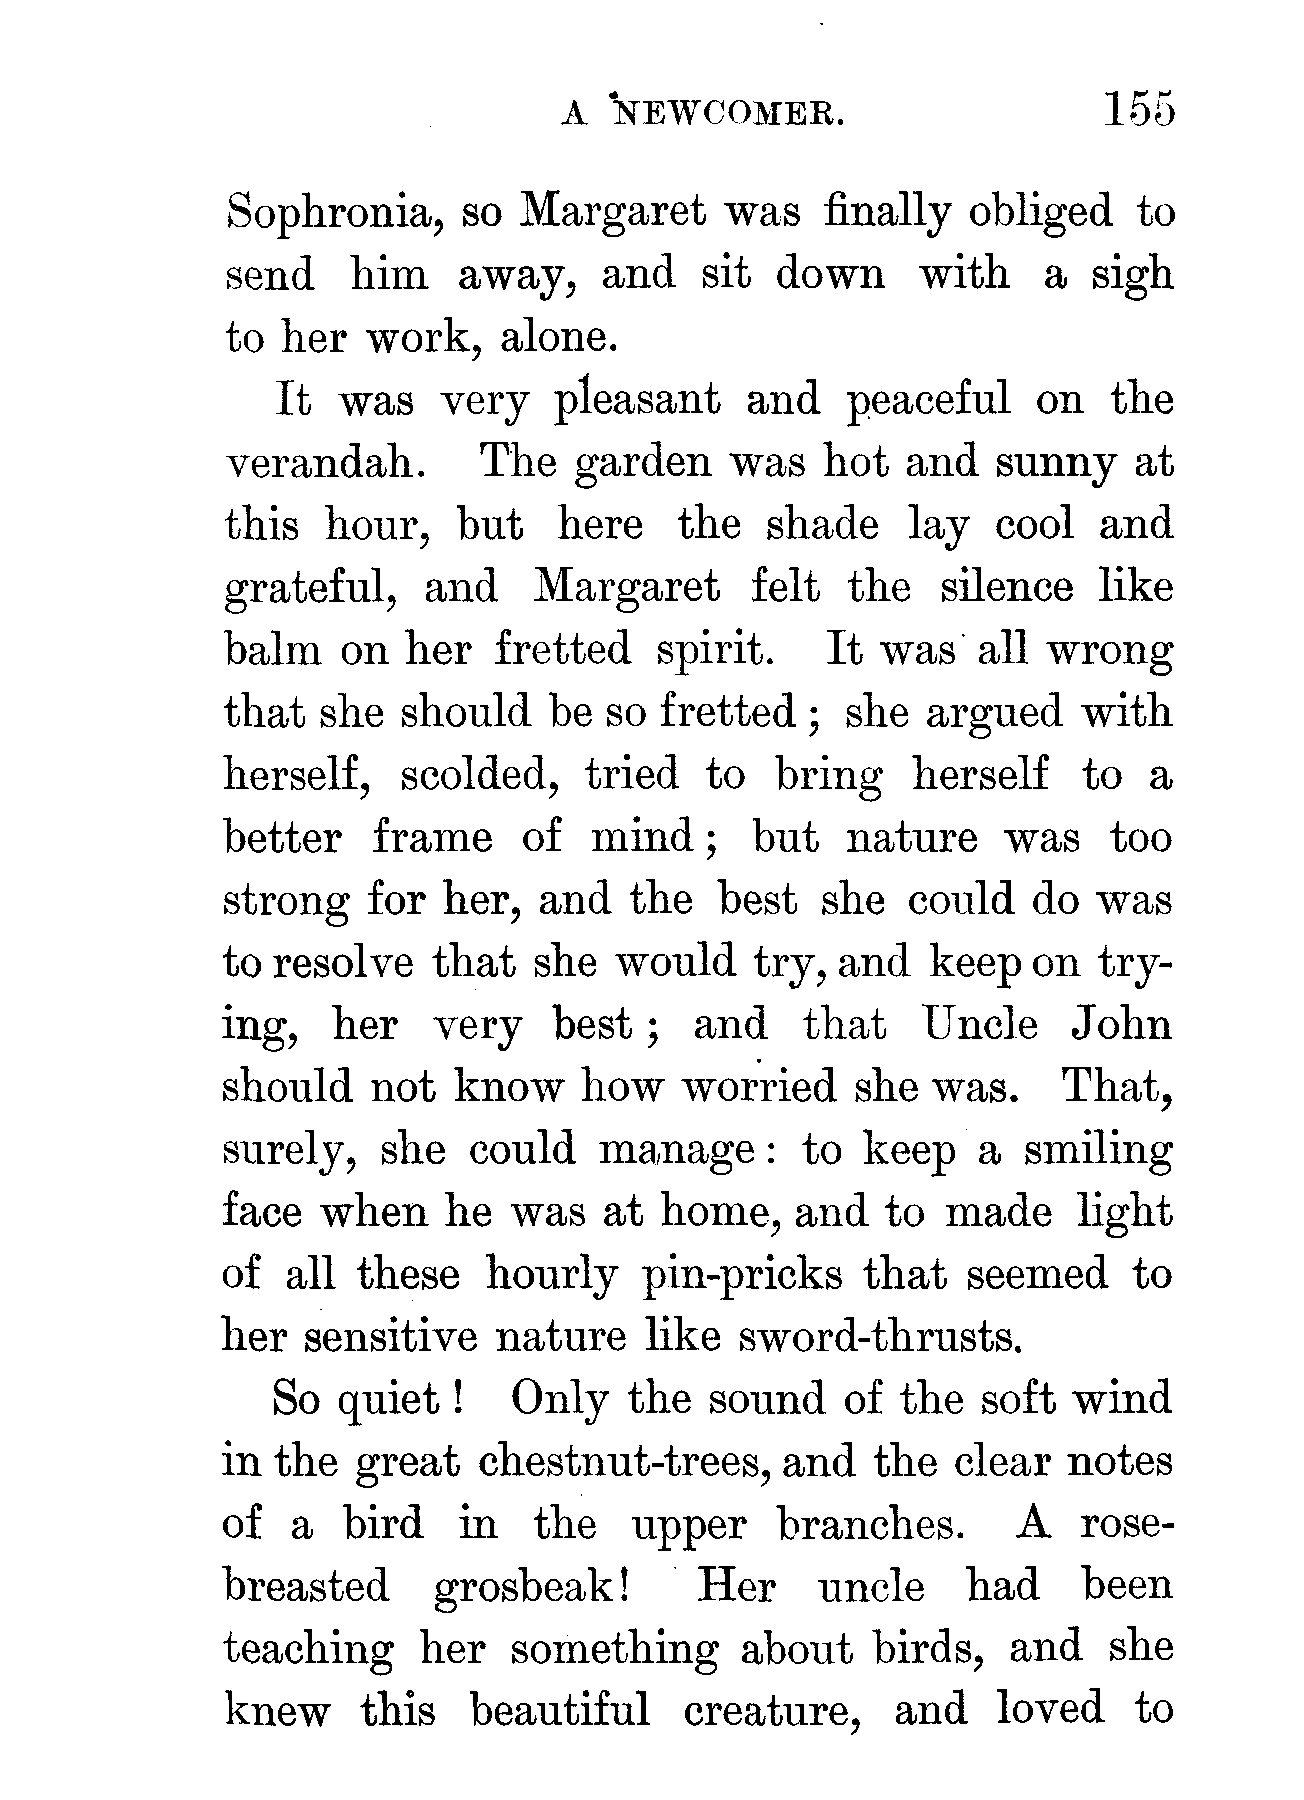 A NEWCOMER. 155
Sophronia, so Margaret was finally obliged to
send him away, and sit down with a sigh
to her work, alone.
It was very pleasant and peaceful on the
verandah. The garden was hot and sunny at
this hour, but here the shade lay cool and
grateful, and Margaret felt the silence like
balm on her fretted spirit. It was all wrong
that she should be so fretted ; she argued with
herself, scolded, tried to bring herself to a
better frame of mind ; but nature was too
strong for her, and the best she could do was
to resolve that she would try, and keep on try-
ing, her very best ; and that Uncle John
should not know how worried she was. That,
surely, she could manage : to keep a smiling
face when he was at home, and to made light
of all these hourly pin-pricks that seemed to
her sensitive nature like sword-thrusts.
So quiet ! Only the sound of the soft wind
in the great chestnut-trees, and the clear notes
of a bird in the upper branches. A rose-
breasted grosbeak! Her uncle had been
teaching her something about birds, and she
knew this beautiful creature, and loved to